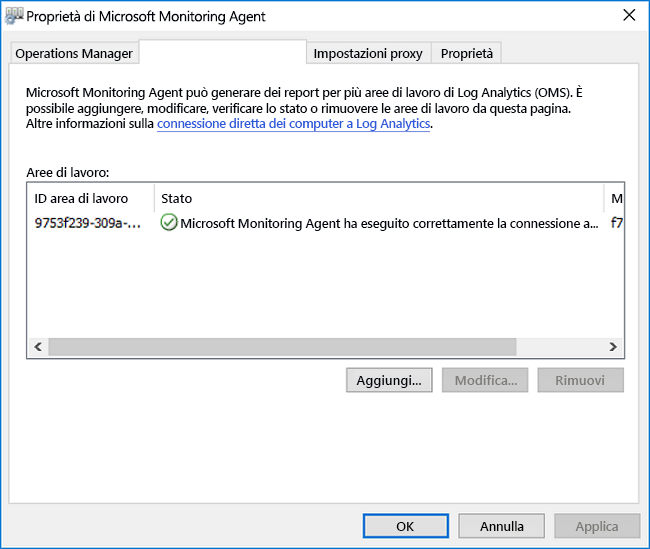 Proprietà di Microsoft Monitoring Agent
Operations Manager
Impostazioni proxy
Proprietà
Microsoft Monitoring Agent può generare dei report per più aree di lavoro di Log Analytics (OMS). È
possibile aggiungere, modificare, verificare lo stato o rimuovere le aree di lavoro da questa pagina.
Altre informazioni sulla connessione diretta dei computer a Log Analytics.
Aree di lavoro:
ID area di lavoro Stato M
9753f239-309a-... Microsoft Monitoring Agent ha eseguito correttamente la connessione a... f7
Aggiungi... Modifica... Rimuovi
OK Annulla Applica